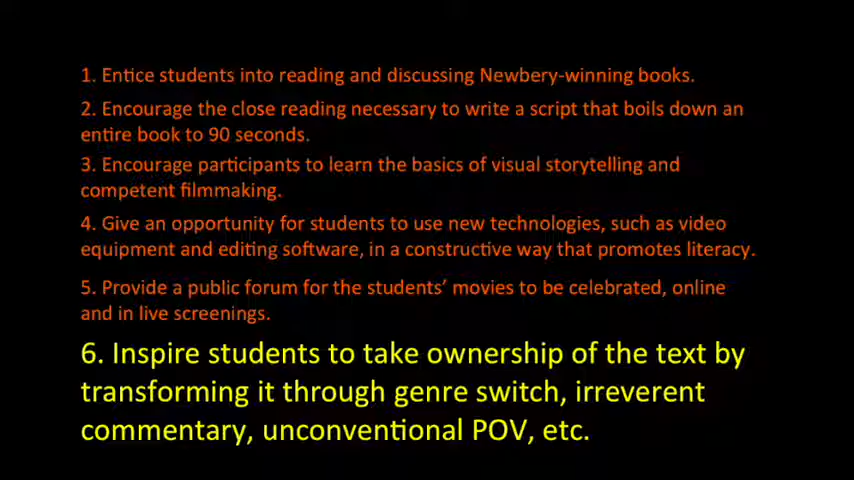 1. Entice students into reading and discussing Newbery-winning books.
2. Encourage the close reading necessary to write a script that boils down an
entire book to 90 seconds.
3. Encourage participants to learn the basics of visual storytelling and
competent filmmaking.
4. Give an opportunity for students to use new technologies, such as video
equipment and editing software, in a constructive way that promotes literacy.
5. Provide a public forum for the students’ movies to be celebrated, online
and in live screenings.
6. Inspire students to take ownership of the text by
transforming it through genre switch, irreverent
commentary, unconventional POV, etc.